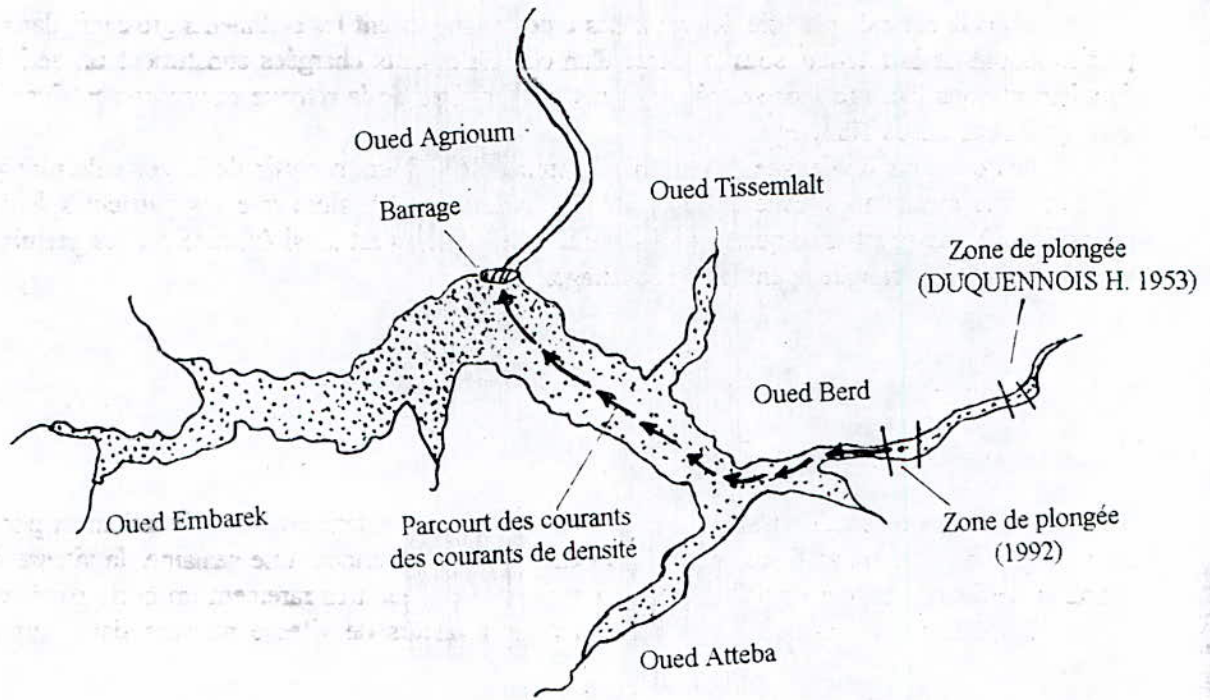 Oued Agrioum
Oued Tissemlalt
Barrage
Zone de plongée
(DUQUENNOIS H. 1953)
Oued Berd
Oued Embarek
Parcourt des courants
des courants de densité
Zone de plongée
(1992)
Oued Atteba